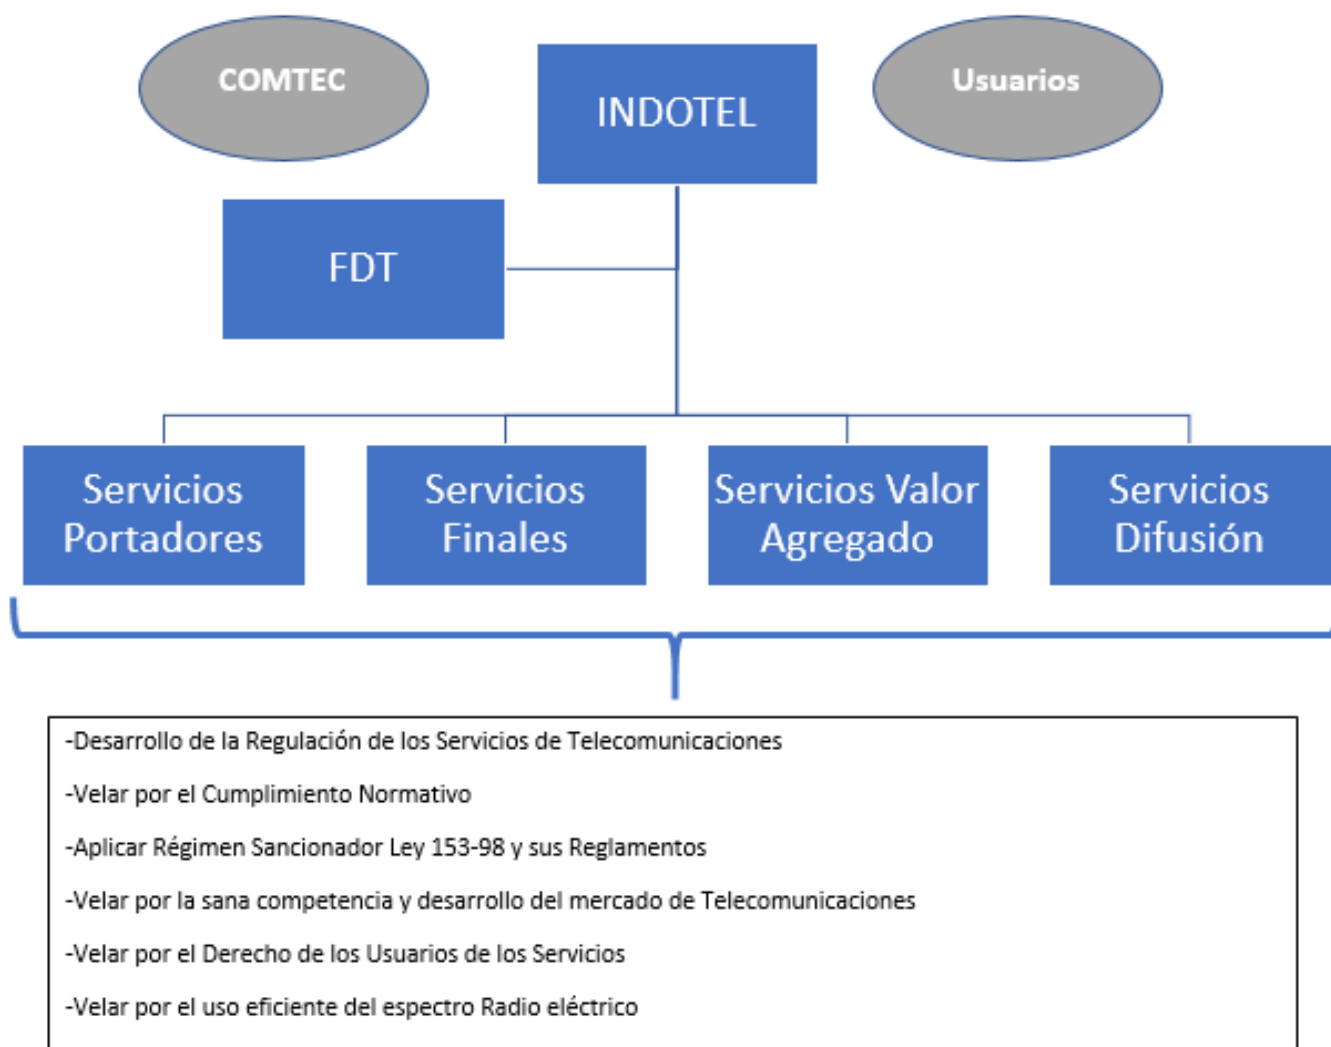 COMTEC
INDOTEL
Usuarios
FDT
Servicios
Portadores
Servicios
Finales
Servicios Valor
Agregado
Servicios
Difusión
-Desarrollo de la Regulación de los Servicios de Telecomunicaciones
-Velar por el Cumplimiento Normativo
-Aplicar Régimen Sancionador Ley 153-98 y sus Reglamentos
-Velar por la sana competencia y desarrollo del mercado de Telecomunicaciones
-Velar por el Derecho de los Usuarios de los Servicios
-Velar por el uso eficiente del espectro Radio eléctrico